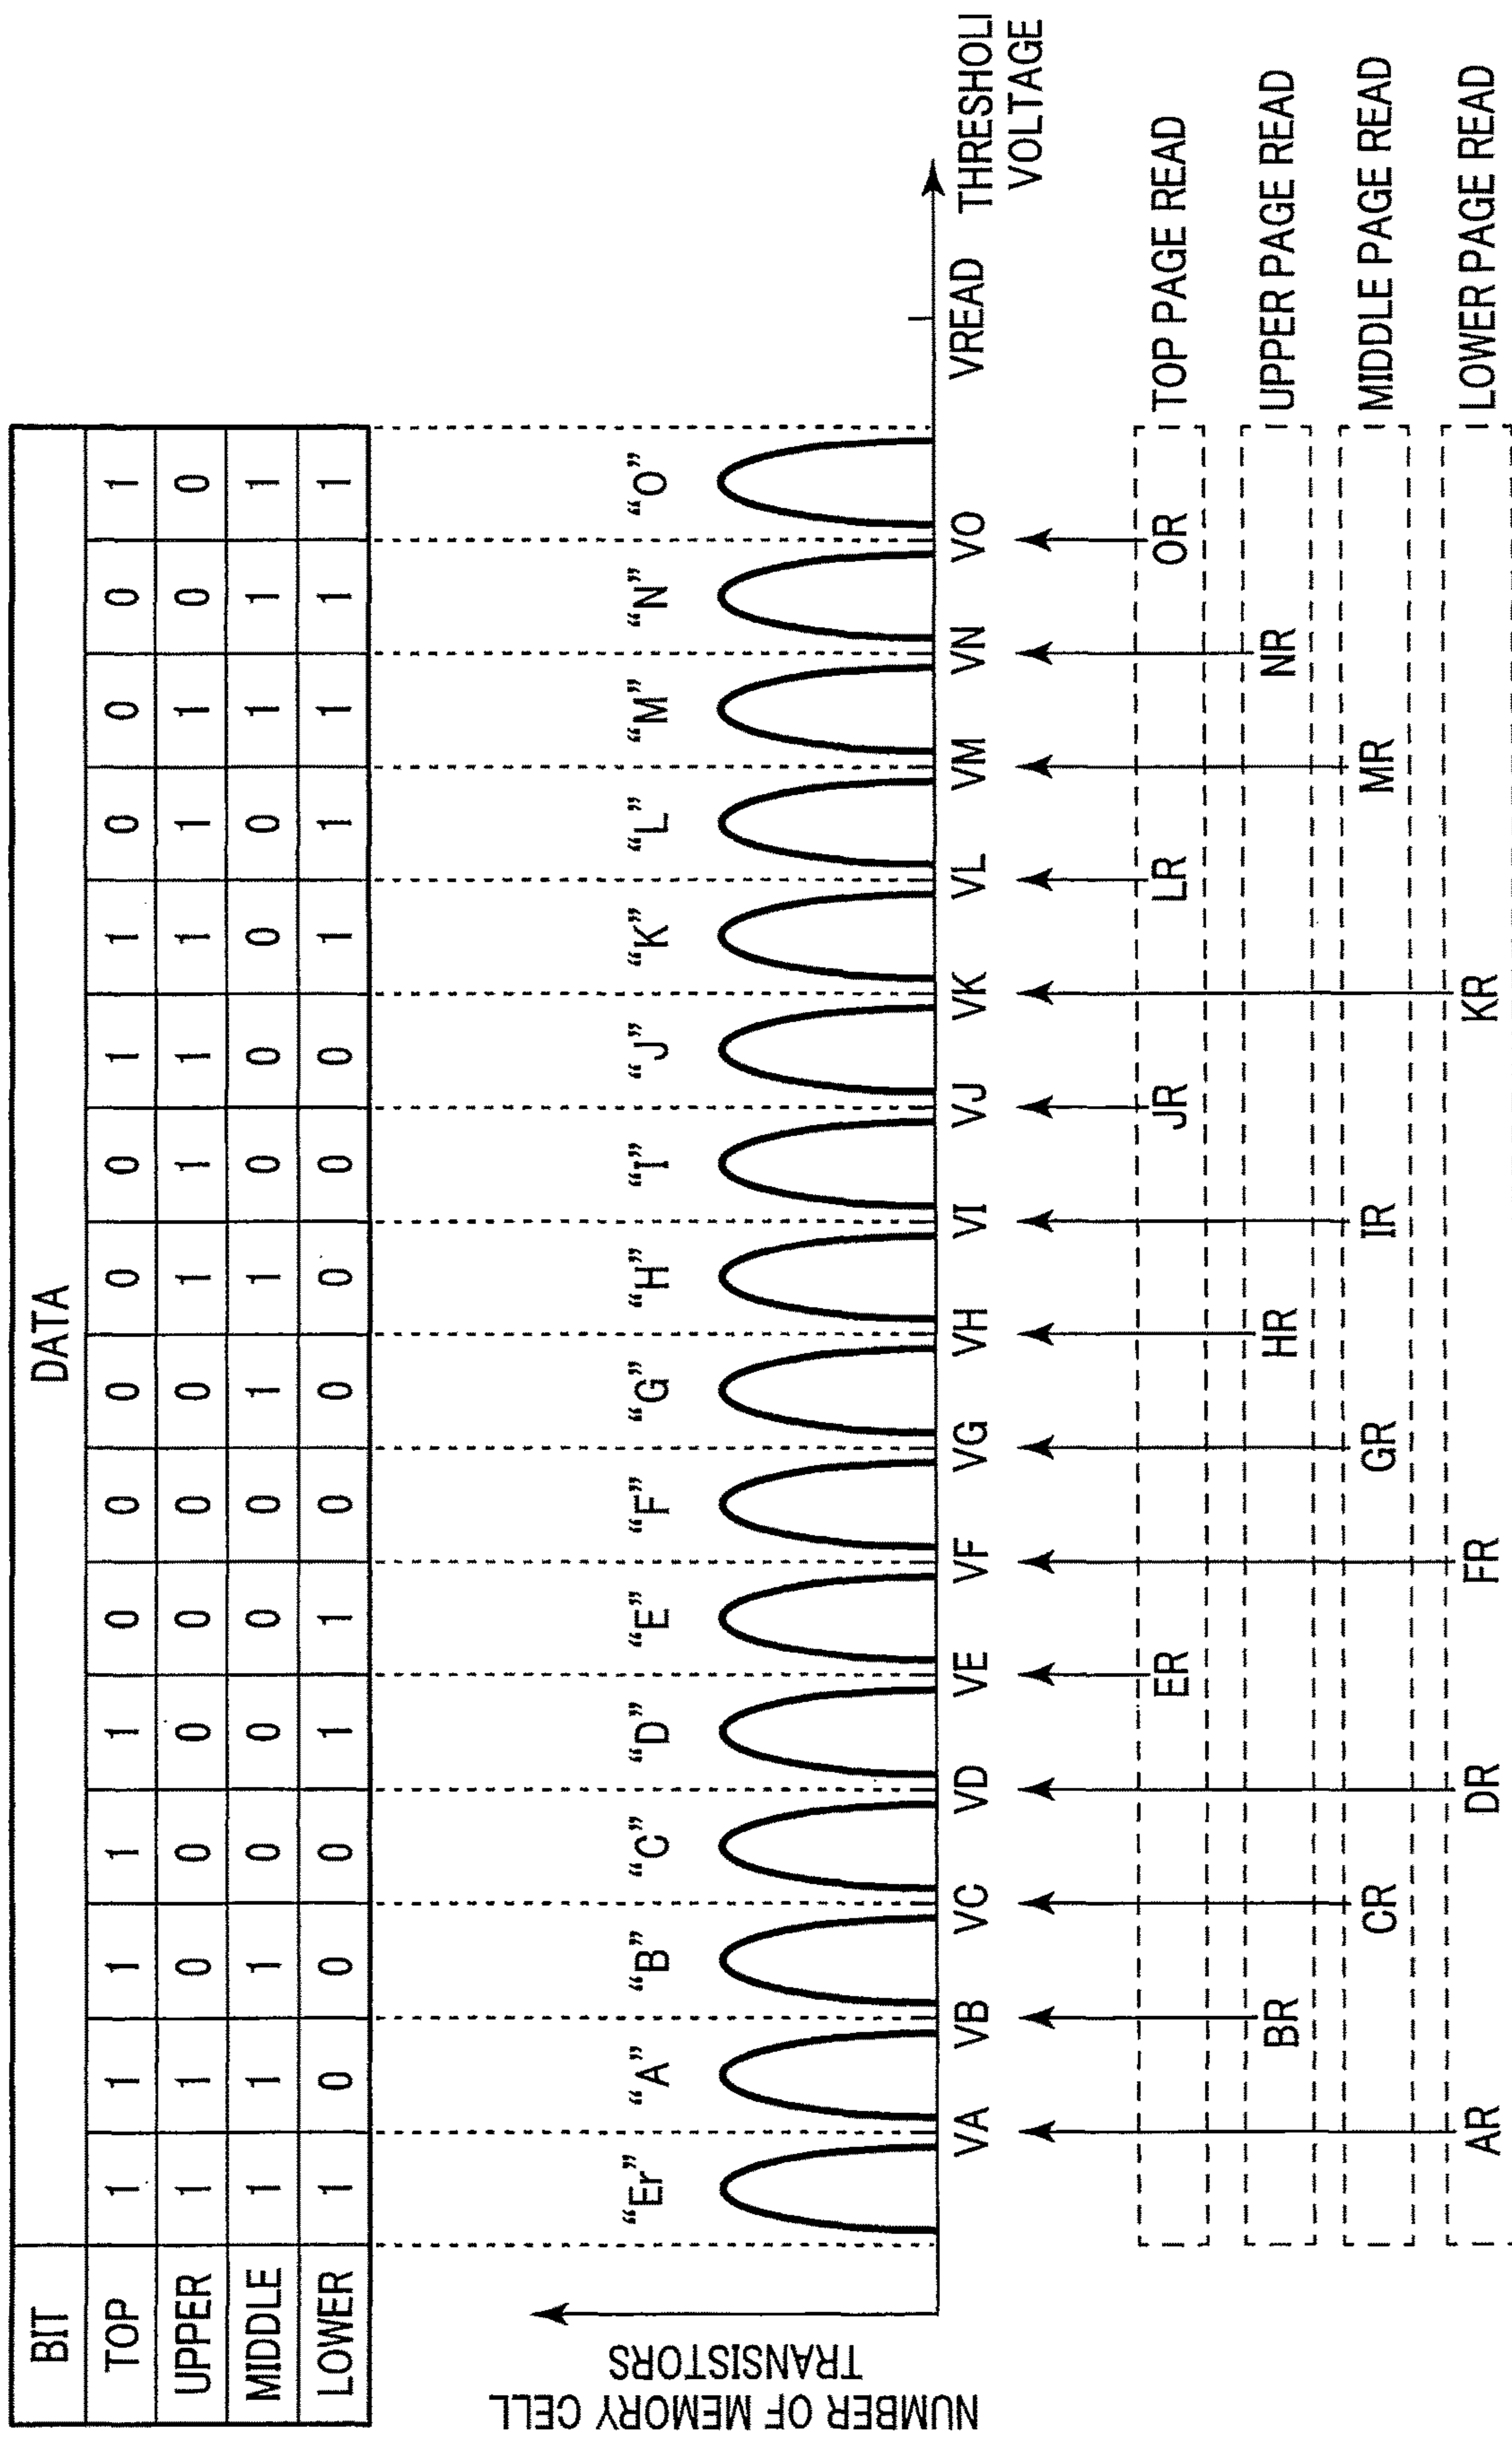 BIT DATA
TOP 1 1 1 1 1 0 0 0 0 0 1 1 0 0 0 1
UPPER 1 1 0 0 0 0 0 0 1 1 1 1 1 1 0 0
MIDDLE 1 1 1 0 0 0 0 1 1 0 0 0 0 1 1 1
LOWER 1 0 0 0 1 1 0 0 0 0 0 1 1 1 1 1
NUMBER OF MEMORY CELL
TRANSISTORS
“Er” “A” “B” “C” “D” “E” “F” “G” “H” “I” “J” “K” “L” “M” “N” “O”
VA VB VC VD VE VF VG VH VI VJ VK VL VM VN VO VREAD THRESHOL
VOLTAGE
ER JR LR OR TOP PAGE READ
BR HR NR UPPER PAGE READ
CR GR IR MR MIDDLE PAGE READ
AR DR FR KR LOWER PAGE READ